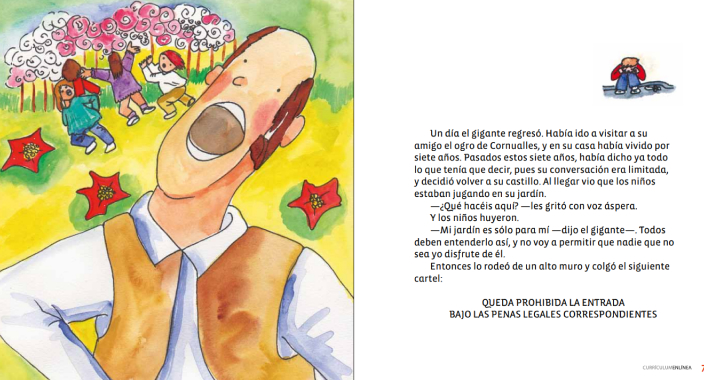 Un día el gigante regresó. Había ido a visitar a su
amigo el ogro de Cornualles, y en su casa había vivido por
siete años. Pasados estos siete años, había dicho ya todo
lo que tenía que decir, pues su conversación era limitada,
y decidió volver a su castillo. Al llegar vio que los niños
estaban jugando en su jardín.
—¿Qué hacéis aquí? —les gritó con voz áspera.
Y los niños huyeron.
—Mi jardín es sólo para mí —dijo el gigante—. Todos
deben entenderlo así, y no voy a permitir que nadie que no
sea yo disfrute de él.
Entonces lo rodeó de un alto muro y colgó el siguiente
cartel:
QUEDA PROHIBIDA LA ENTRADA
BAJO LAS PENAS LEGALES CORRESPONDIENTES
CURRÍCULUMENLÍNEA 7